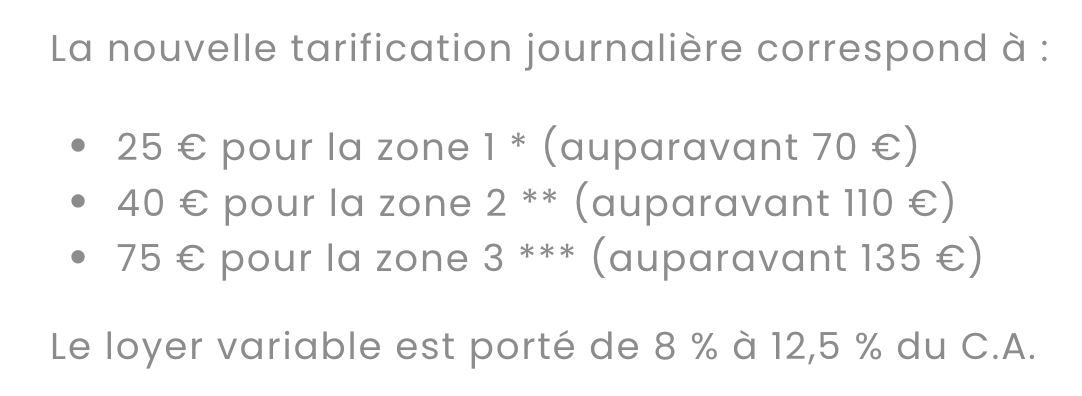 La nouvelle tarification journalière correspond à :
• 25 € pour la zone 1 * (auparavant 70 €)
• 40 € pour la zone 2 ** (auparavant 110 €)
• 75 € pour la zone 3 *** (auparavant 135 €)
Le loyer variable est porté de 8 % à 12,5 % du C.A.